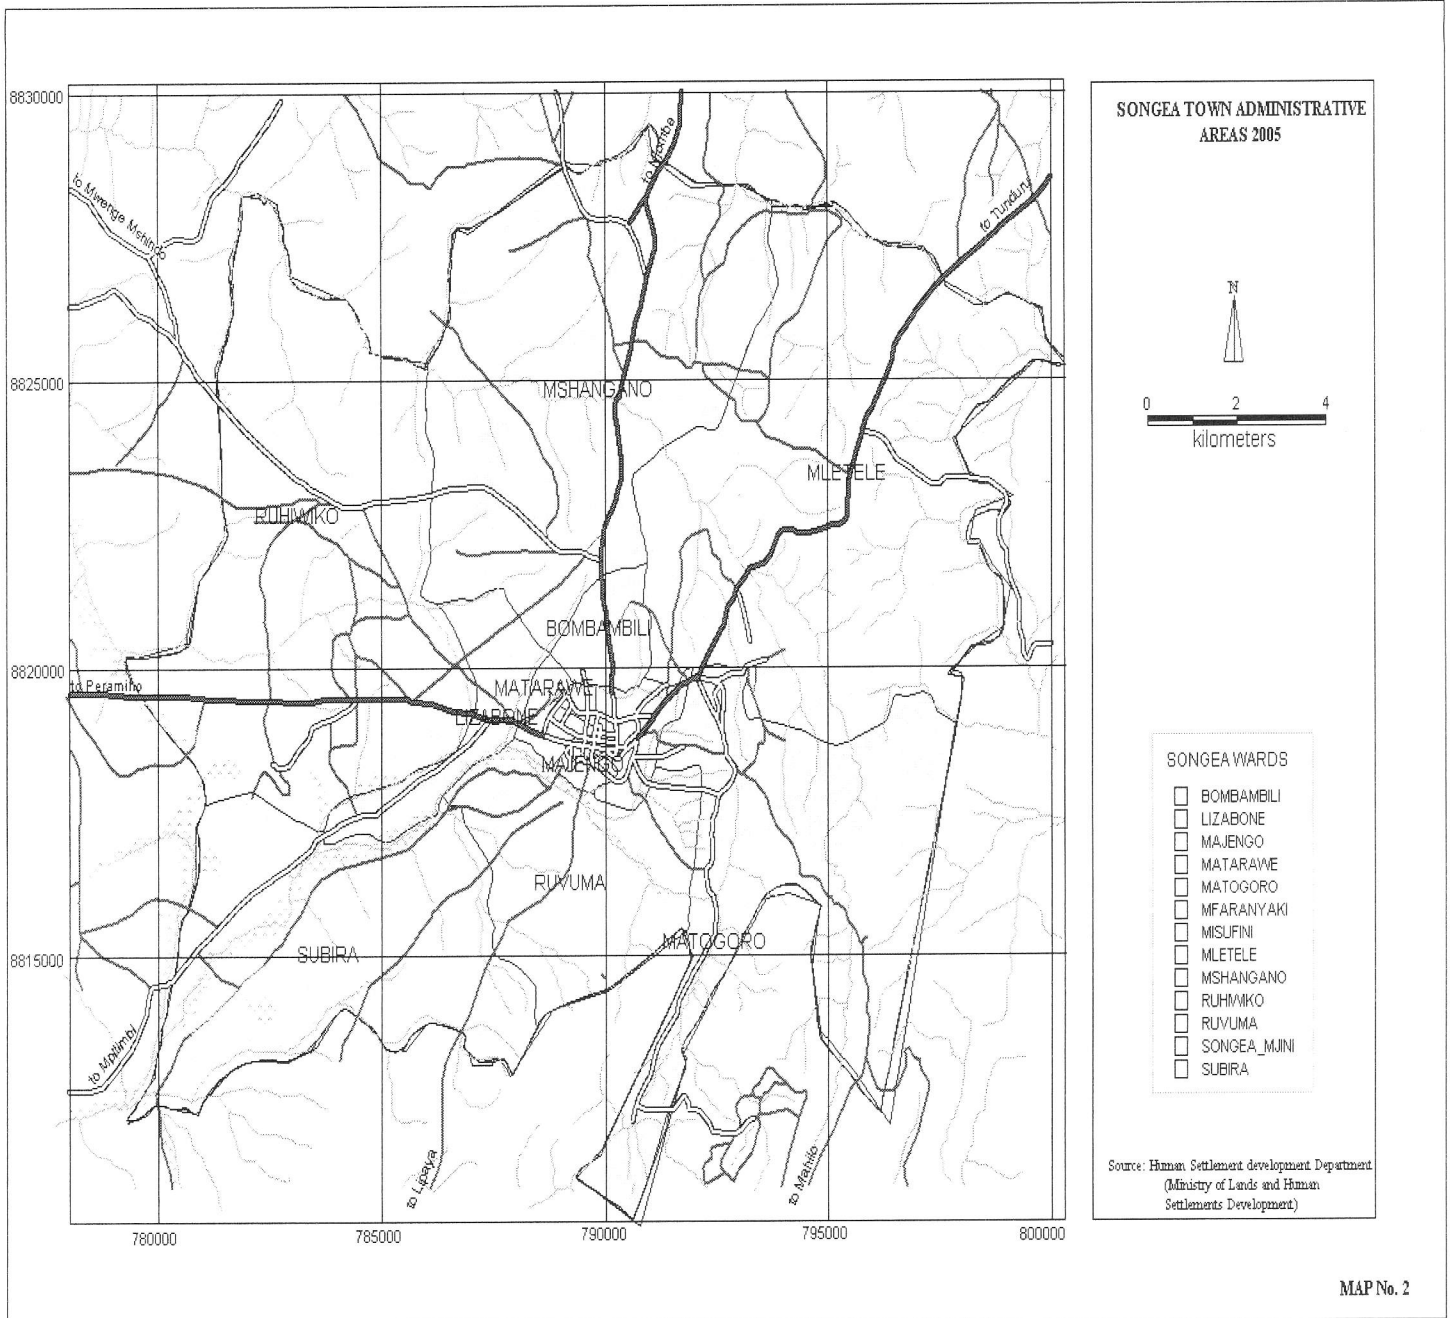 SONGEA TOWN ADMINISTRATIVE
AREAS 2005
8830000
to Mwenge Mshindo
to Njombe
to Tunduru
N
8825000
MSHANGANO
0 2 4
kilometers
MLETELE
RUHWIKO
BOMBAMBILI
8820000
to Peramiho
MATARAWE
LIZABONE
MAJENGO
SONGEA WARDS
BOMBAMBILI
LIZABONE
MAJENGO
MATARAWE
MATOGORO
MFARANYAKI
MISUFINI
MLETELE
MSHANGANO
RUHWIKO
RUVUMA
SONGEA_MJINI
SUBIRA
RUVUMA
MATOGORO
SUBIRA
8815000
to Mpitimbi
to Lipaya
to Mahilo
Source: Human Settlement development Department
(Ministry of Lands and Human
Settlements Development)
780000 785000 790000 795000 800000
MAP No. 2